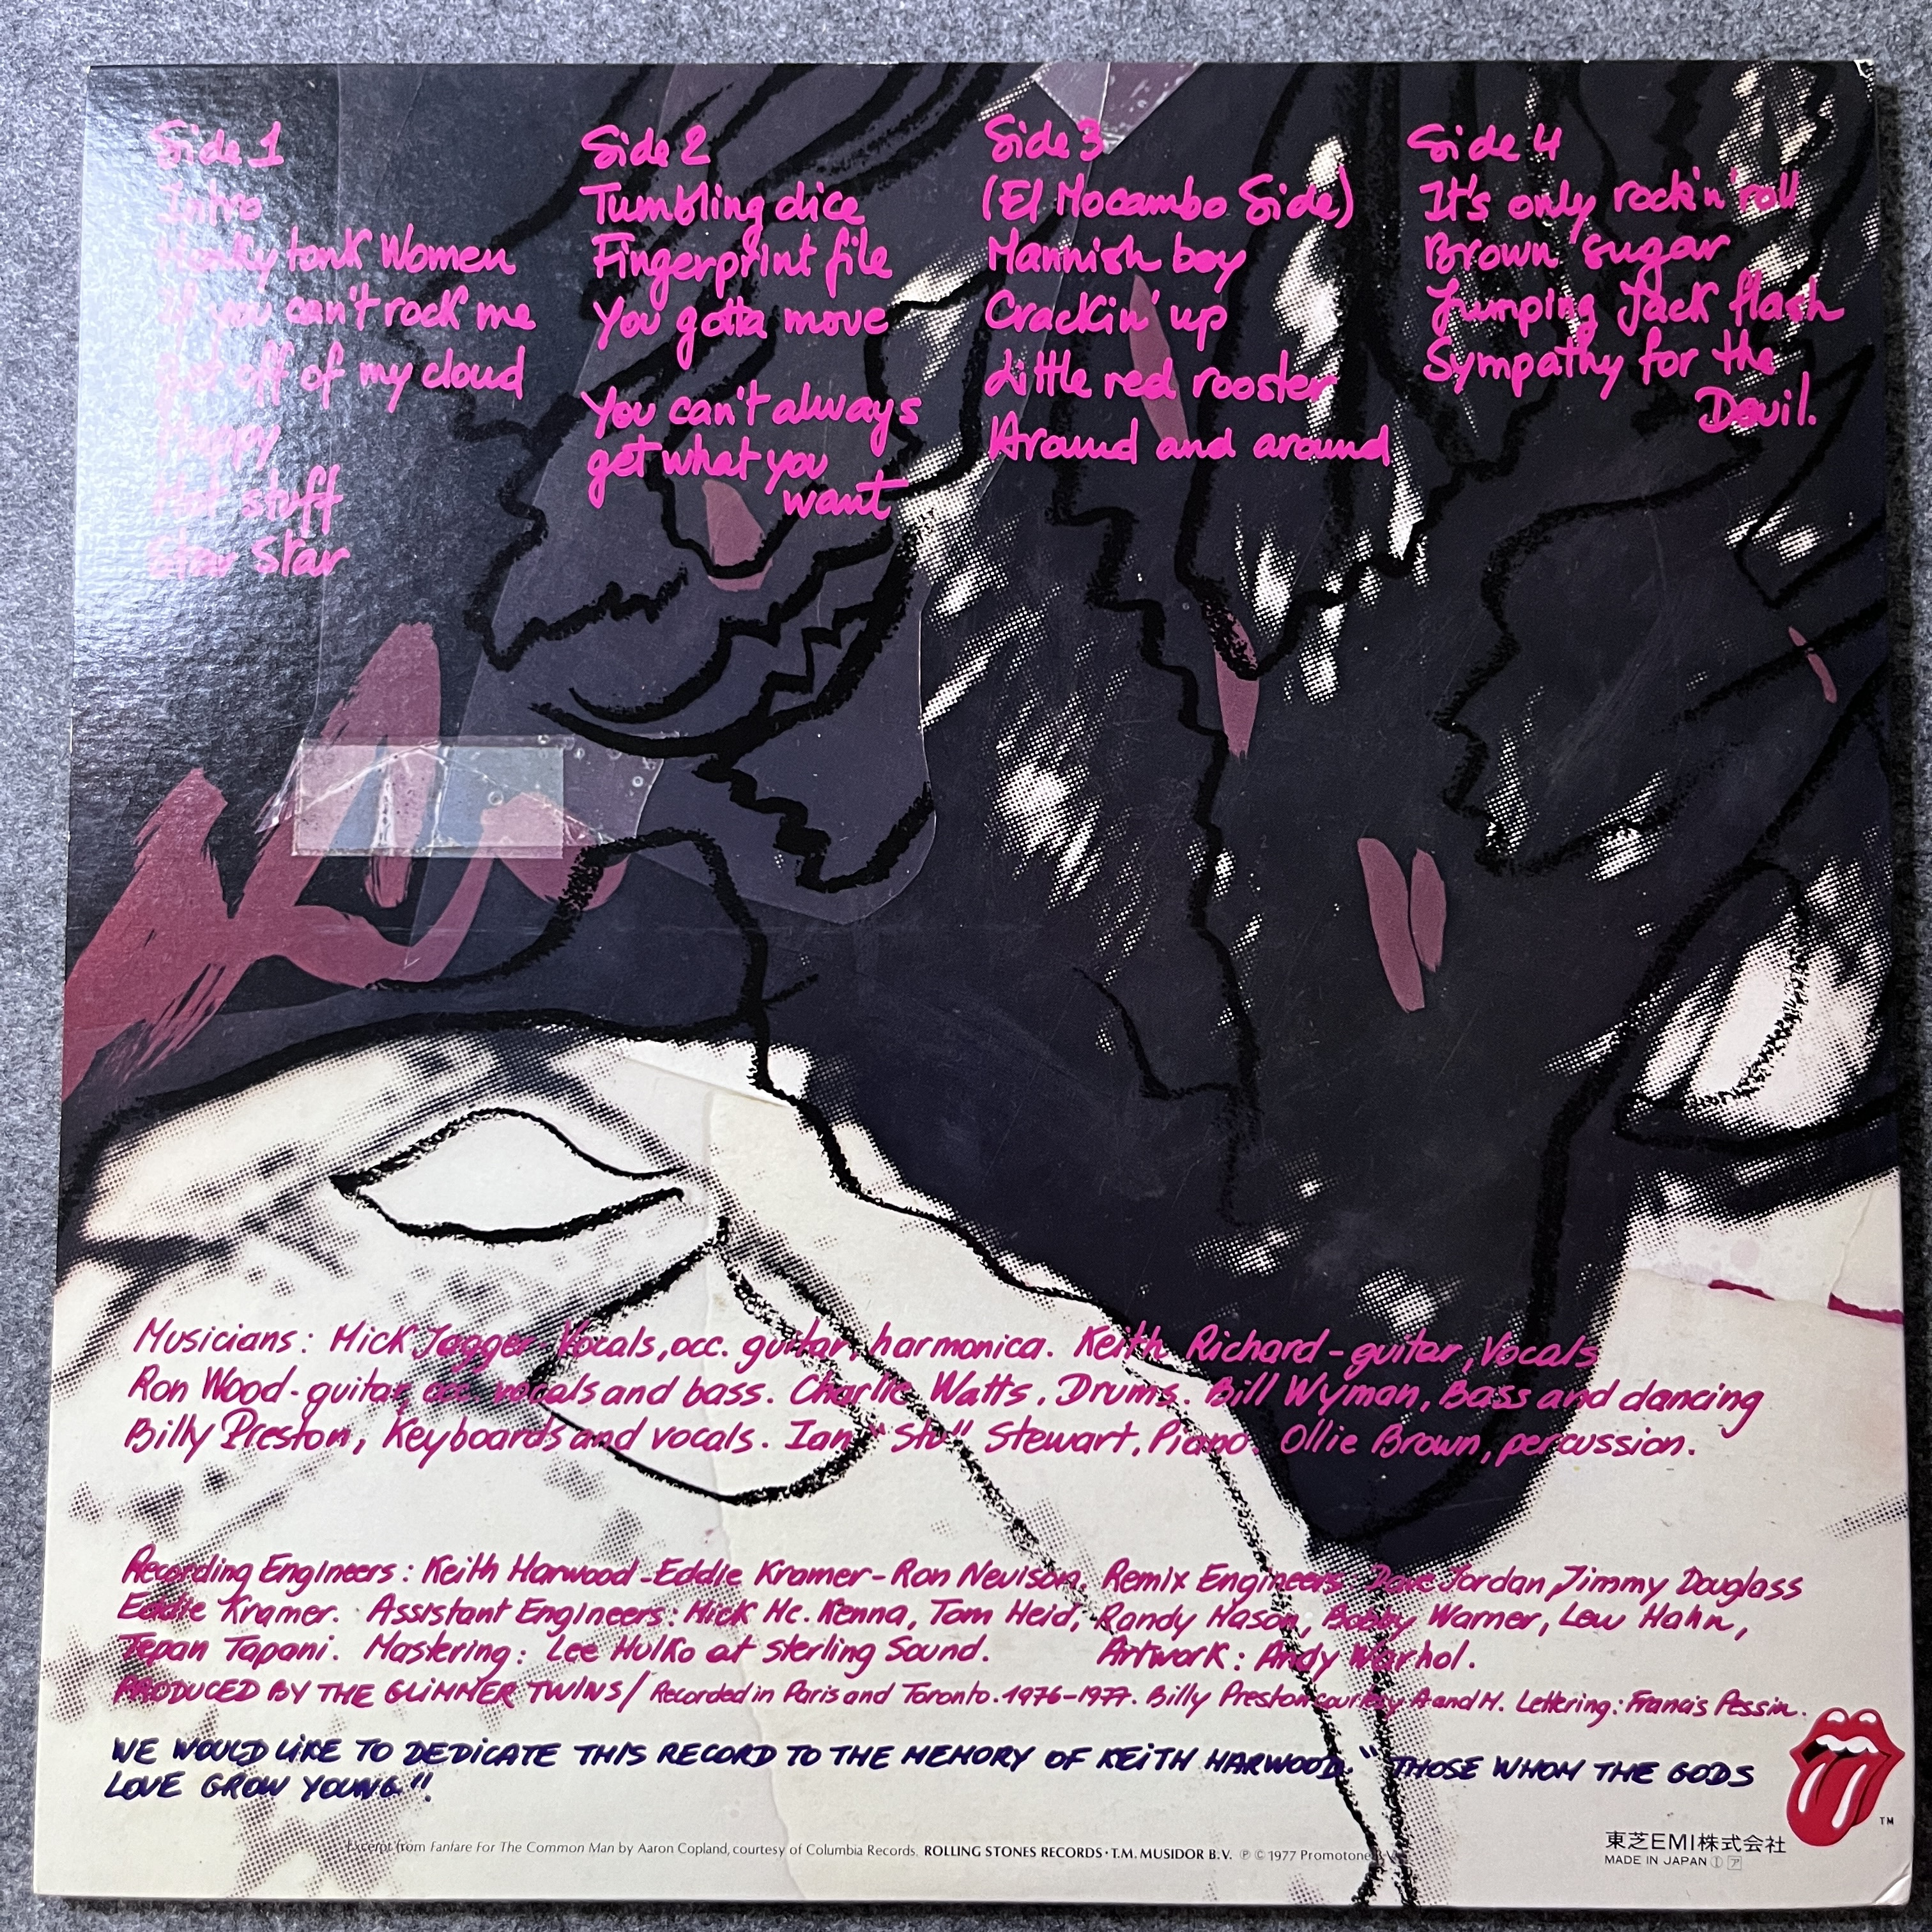 Side 1
Intro
Honky tonk Women
If you can't rock me
Get off of my cloud
Happy
Hot stuff
Star Star
Side 2
Tumbling dice
Fingerprint file
You gotta move
You can't always
get what you
want
Side 3
(El Mocambo Side)
Mannish boy
Crackin' up
Little red rooster
Around and around
Side 4
It's only rock'n'roll
Brown sugar
Jumping Jack flash
Sympathy for the
Devil.
Musicians: Mick Jagger-Vocals, occ. guitar, harmonica. Keith Richard-guitar, Vocals
Ron Wood-guitar, occ. vocals and bass. Charlie Watts. Drums. Bill Wyman, Bass and dancing
Billy Preston, Keyboards and vocals. Ian "Stu" Stewart, Piano. Ollie Brown, percussion.
Recording Engineers: Keith Harwood-Eddie Kramer-Ron Nevison, Remix Engineers: Dave Jordan, Jimmy Douglass
Eddie Kramer. Assistant Engineers: Mick Mc. Kenna, Tom Heid, Randy Mason, Bobby Warner, Lew Hahn,
Tepan Tapani. Mastering: Lee Hulko at Sterling Sound. Artwork: Andy Warhol.
PRODUCED BY THE GLIMMER TWINS/ Recorded in Paris and Toronto. 1976-1977. Billy Preston courtesy A and M. Lettering: Francis Pessin.
WE WOULD LIKE TO DEDICATE THIS RECORD TO THE MEMORY OF KEITH HARWOOD. "THOSE WHOM THE GODS
LOVE GROW YOUNG"!
Excerpt from Fanfare For The Common Man by Aaron Copland, courtesy of Columbia Records. ROLLING STONES RECORDS·T.M. MUSIDOR B.V. ℗ © 1977 Promotone B.V.
TM
東芝EMI株式会社
MADE IN JAPAN Ⓘ ア